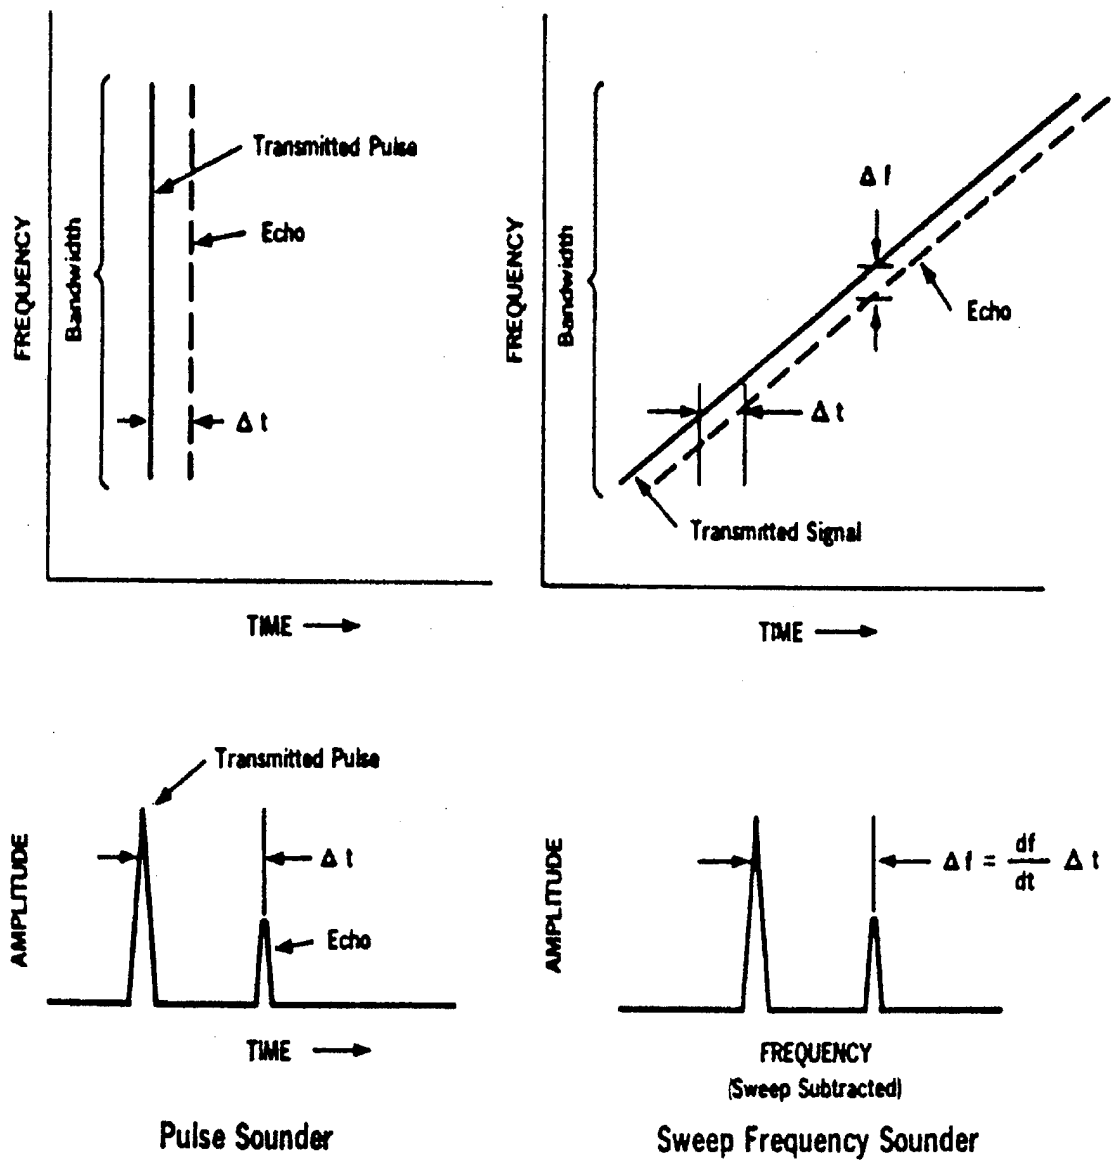 FREQUENCY
Bandwidth
Transmitted Pulse
Echo
Δ t
TIME
FREQUENCY
Bandwidth
Δ f
Echo
Δ t
Transmitted Signal
TIME
AMPLITUDE
Transmitted Pulse
Δ t
Echo
TIME
Pulse Sounder
AMPLITUDE
Δ f = df/dt Δ t
FREQUENCY
(Sweep Subtracted)
Sweep Frequency Sounder